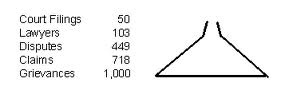 Court Filings 50
Lawyers 103
Disputes 449
Claims 718
Grievances 1,000